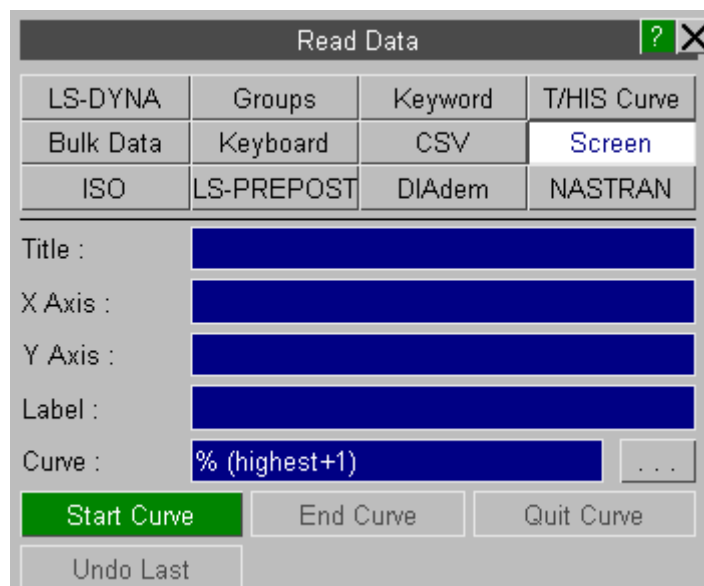 Read Data ?
LS-DYNA Groups Keyword T/HIS Curve
Bulk Data Keyboard CSV Screen
ISO LS-PREPOST DIAdem NASTRAN
Title :
X Axis :
Y Axis :
Label :
Curve : % (highest+1) . . .
Start Curve End Curve Quit Curve
Undo Last